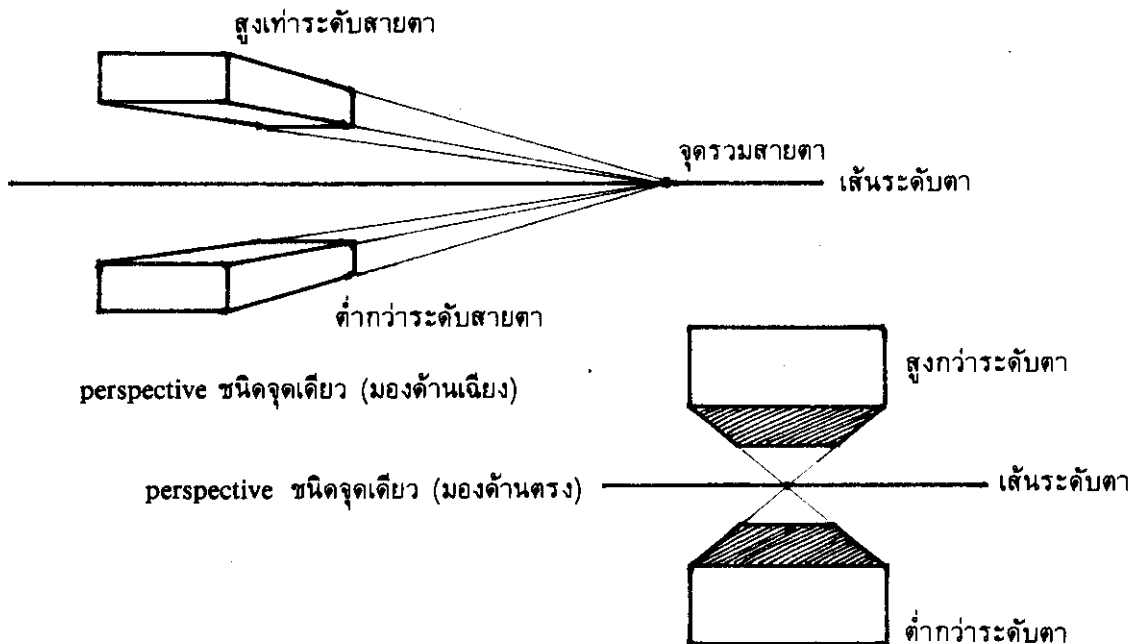 สูงเท่าระดับสายตา
จุดรวมสายตา
เส้นระดับตา
ต่ำกว่าระดับสายตา
สูงกว่าระดับตา
perspective ชนิดจุดเดียว (มองด้านเฉียง)
perspective ชนิดจุดเดียว (มองด้านตรง)
เส้นระดับตา
ต่ำกว่าระดับตา